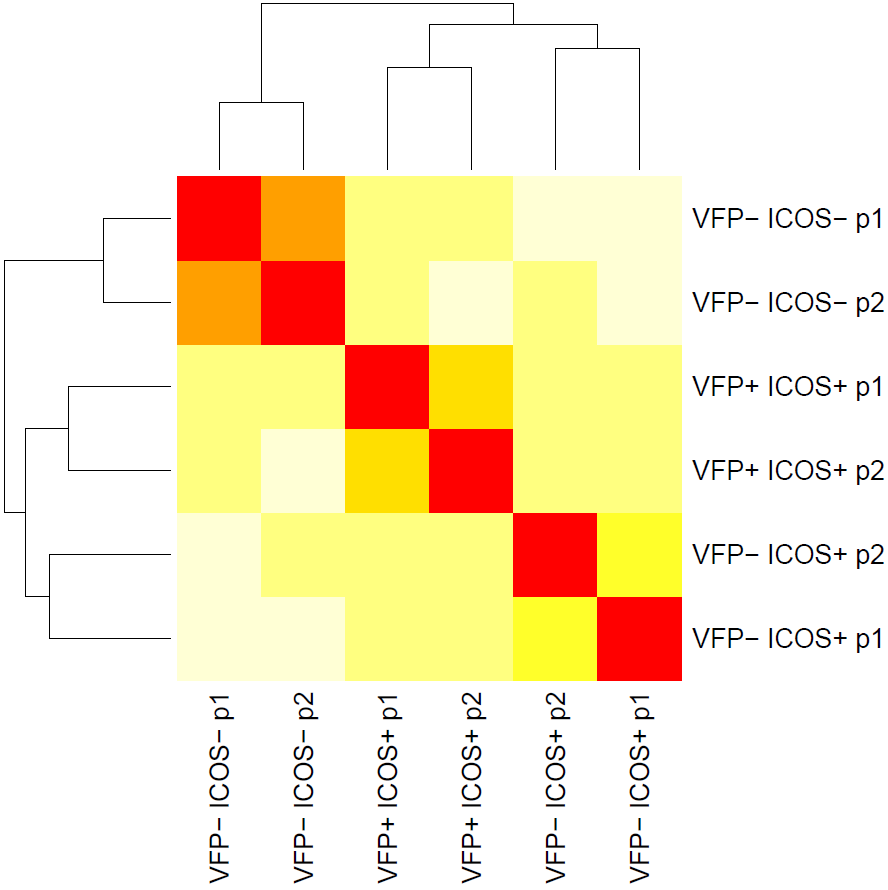 VFP− ICOS− p1
VFP− ICOS− p2
VFP+ ICOS+ p1
VFP+ ICOS+ p2
VFP− ICOS+ p2
VFP− ICOS+ p1
VFP− ICOS− p1
VFP− ICOS− p2
VFP+ ICOS+ p1
VFP+ ICOS+ p2
VFP− ICOS+ p2
VFP− ICOS+ p1